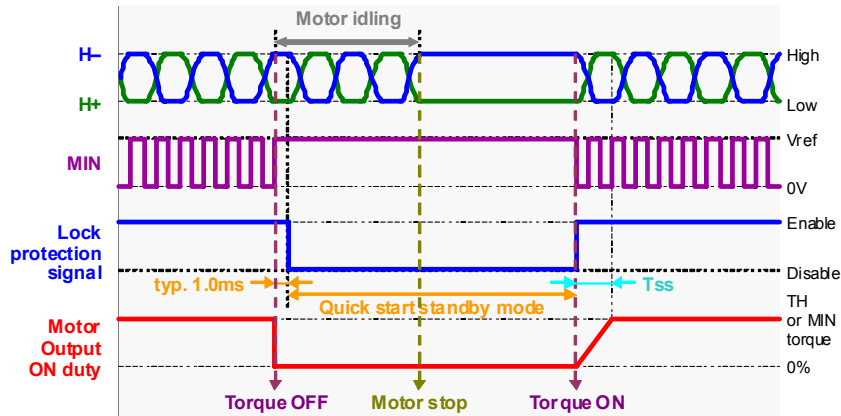 Motor idling
H−
High
H+
Low
MIN
Vref
0V
Lock
protection
signal
Enable
Disable
typ. 1.0ms
Quick start standby mode
Tss
Motor
Output
ON duty
TH
or MIN
torque
0%
Torque OFF
Motor stop
Torque ON